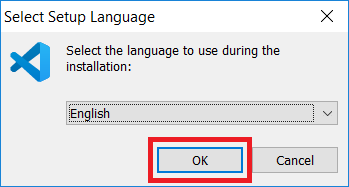 Select Setup Language
Select the language to use during the
installation:
English
OK
Cancel